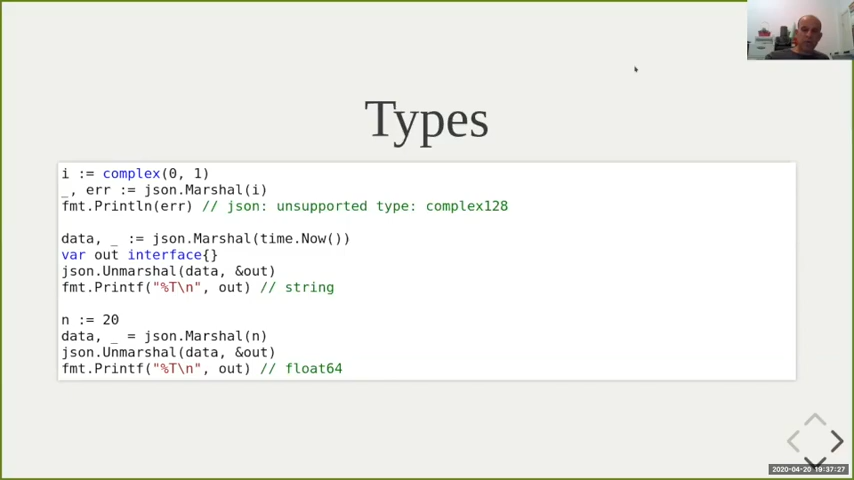 Types
i := complex(0, 1)
_, err := json.Marshal(i)
fmt.Println(err) // json: unsupported type: complex128
data, _ := json.Marshal(time.Now())
var out interface{}
json.Unmarshal(data, &out)
fmt.Printf("%T\n", out) // string
n := 20
data, _ = json.Marshal(n)
json.Unmarshal(data, &out)
fmt.Printf("%T\n", out) // float64
2020-04-20 19:37:27